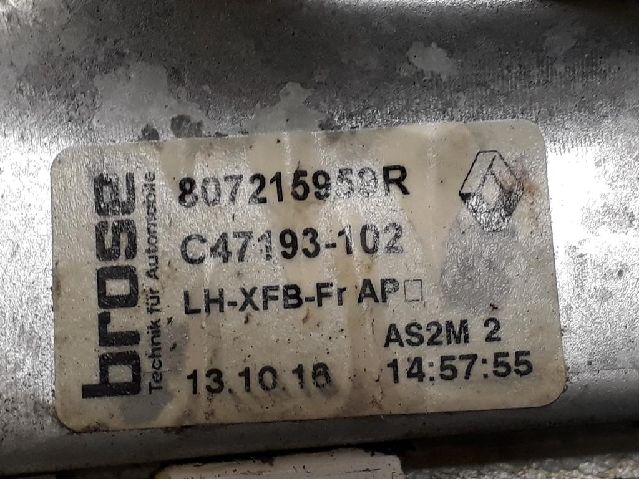 brose
Technik für Automobile
807215959R
C47193-102
LH-XFB-Fr AP□
AS2M 2
13.10.16 14:57:55